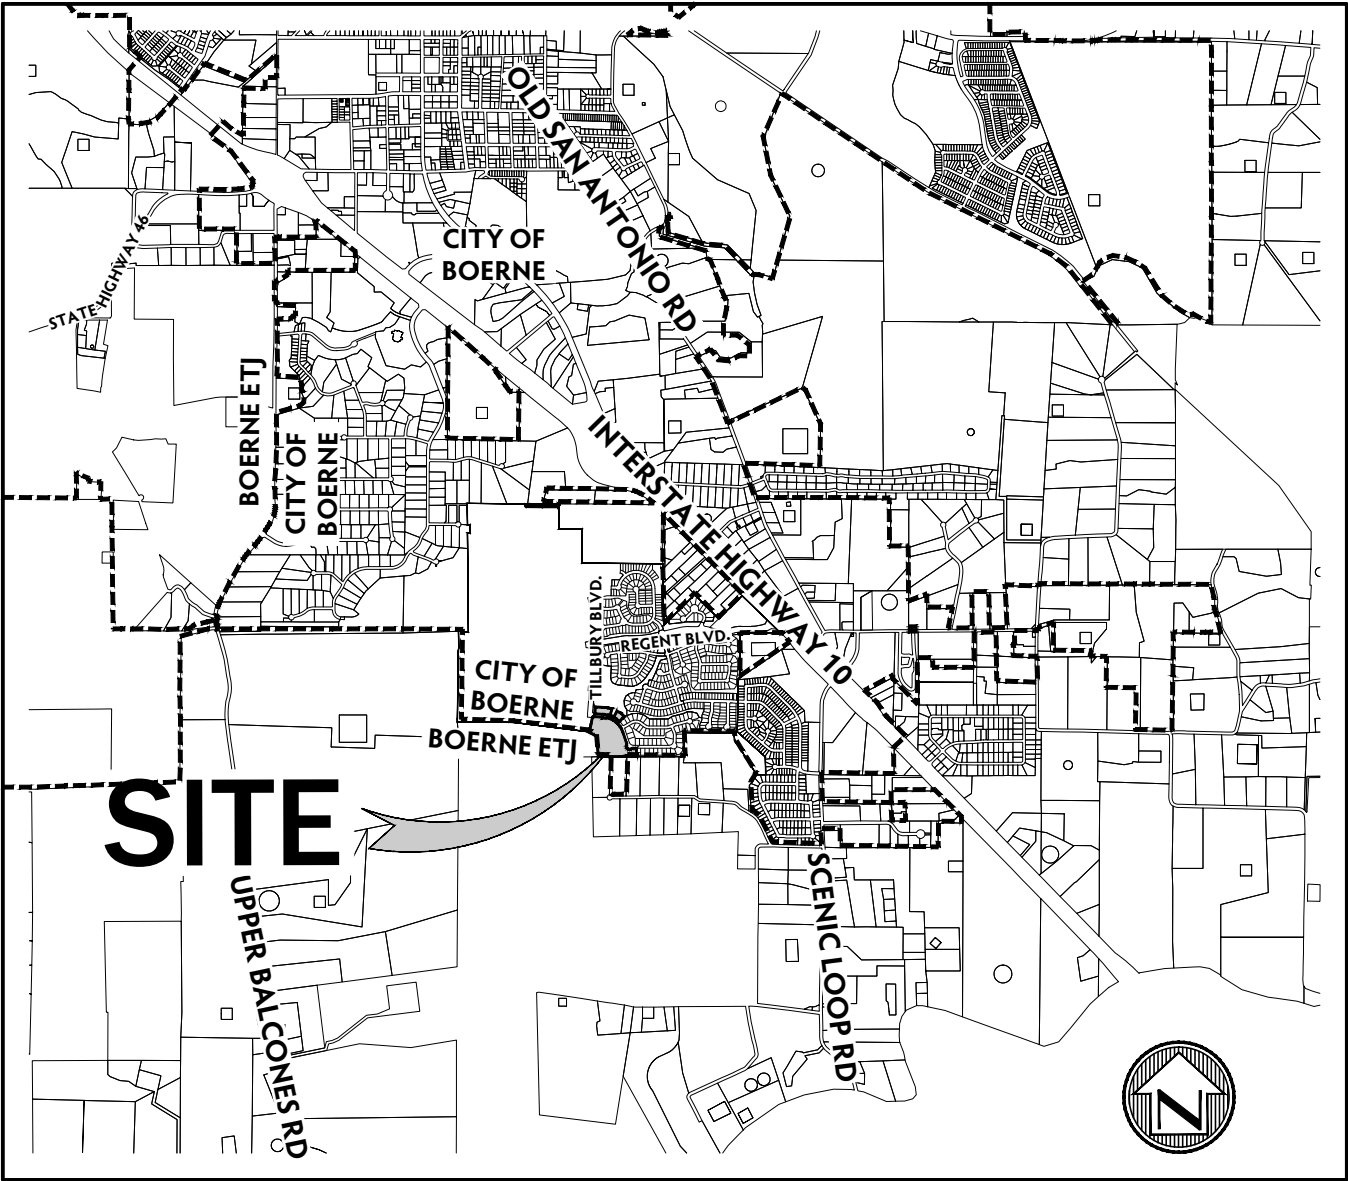 OLD SAN ANTONIO RD
STATE HIGHWAY 46
CITY OF
BOERNE
BOERNE ETJ
CITY OF
BOERNE
INTERSTATE HIGHWAY 10
TILLBURY BLVD.
REGENT BLVD.
CITY OF
BOERNE
BOERNE ETJ
SITE
UPPER BALCONES RD
SCENIC LOOP RD
N